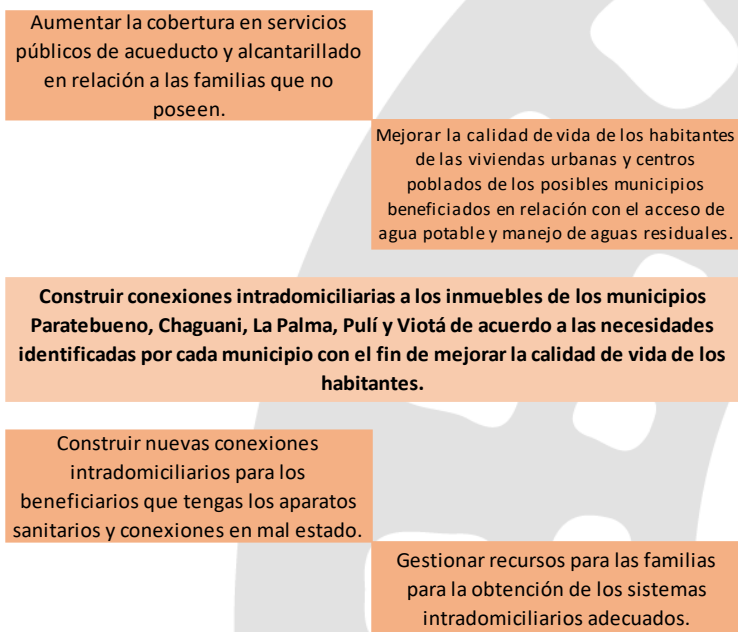 Aumentar la cobertura en servicios
públicos de acueducto y alcantarillado
en relación a las familias que no
poseen.
Mejorar la calidad de vida de los habitantes
de las viviendas urbanas y centros
poblados de los posibles municipios
beneficiados en relación con el acceso de
agua potable y manejo de aguas residuales.
Construir conexiones intradomiciliarias a los inmuebles de los municipios
Paratebueno, Chaguani, La Palma, Pulí y Viotá de acuerdo a las necesidades
identificadas por cada municipio con el fin de mejorar la calidad de vida de los
habitantes.
Construir nuevas conexiones
intradomiciliarios para los
beneficiarios que tengas los aparatos
sanitarios y conexiones en mal estado.
Gestionar recursos para las familias
para la obtención de los sistemas
intradomiciliarios adecuados.